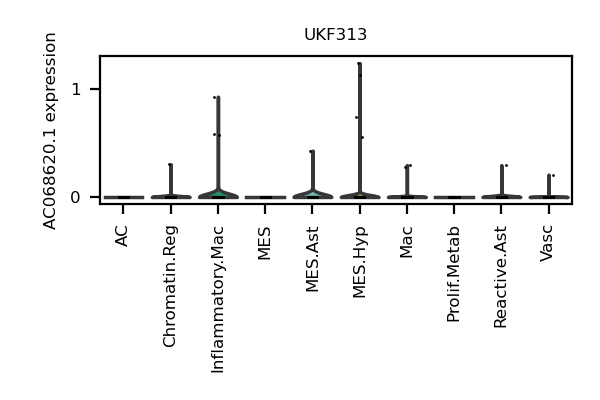 UKF313
AC068620.1 expression
1
0
AC
Chromatin.Reg
Inflammatory.Mac
MES
MES.Ast
MES.Hyp
Mac
Prolif.Metab
Reactive.Ast
Vasc